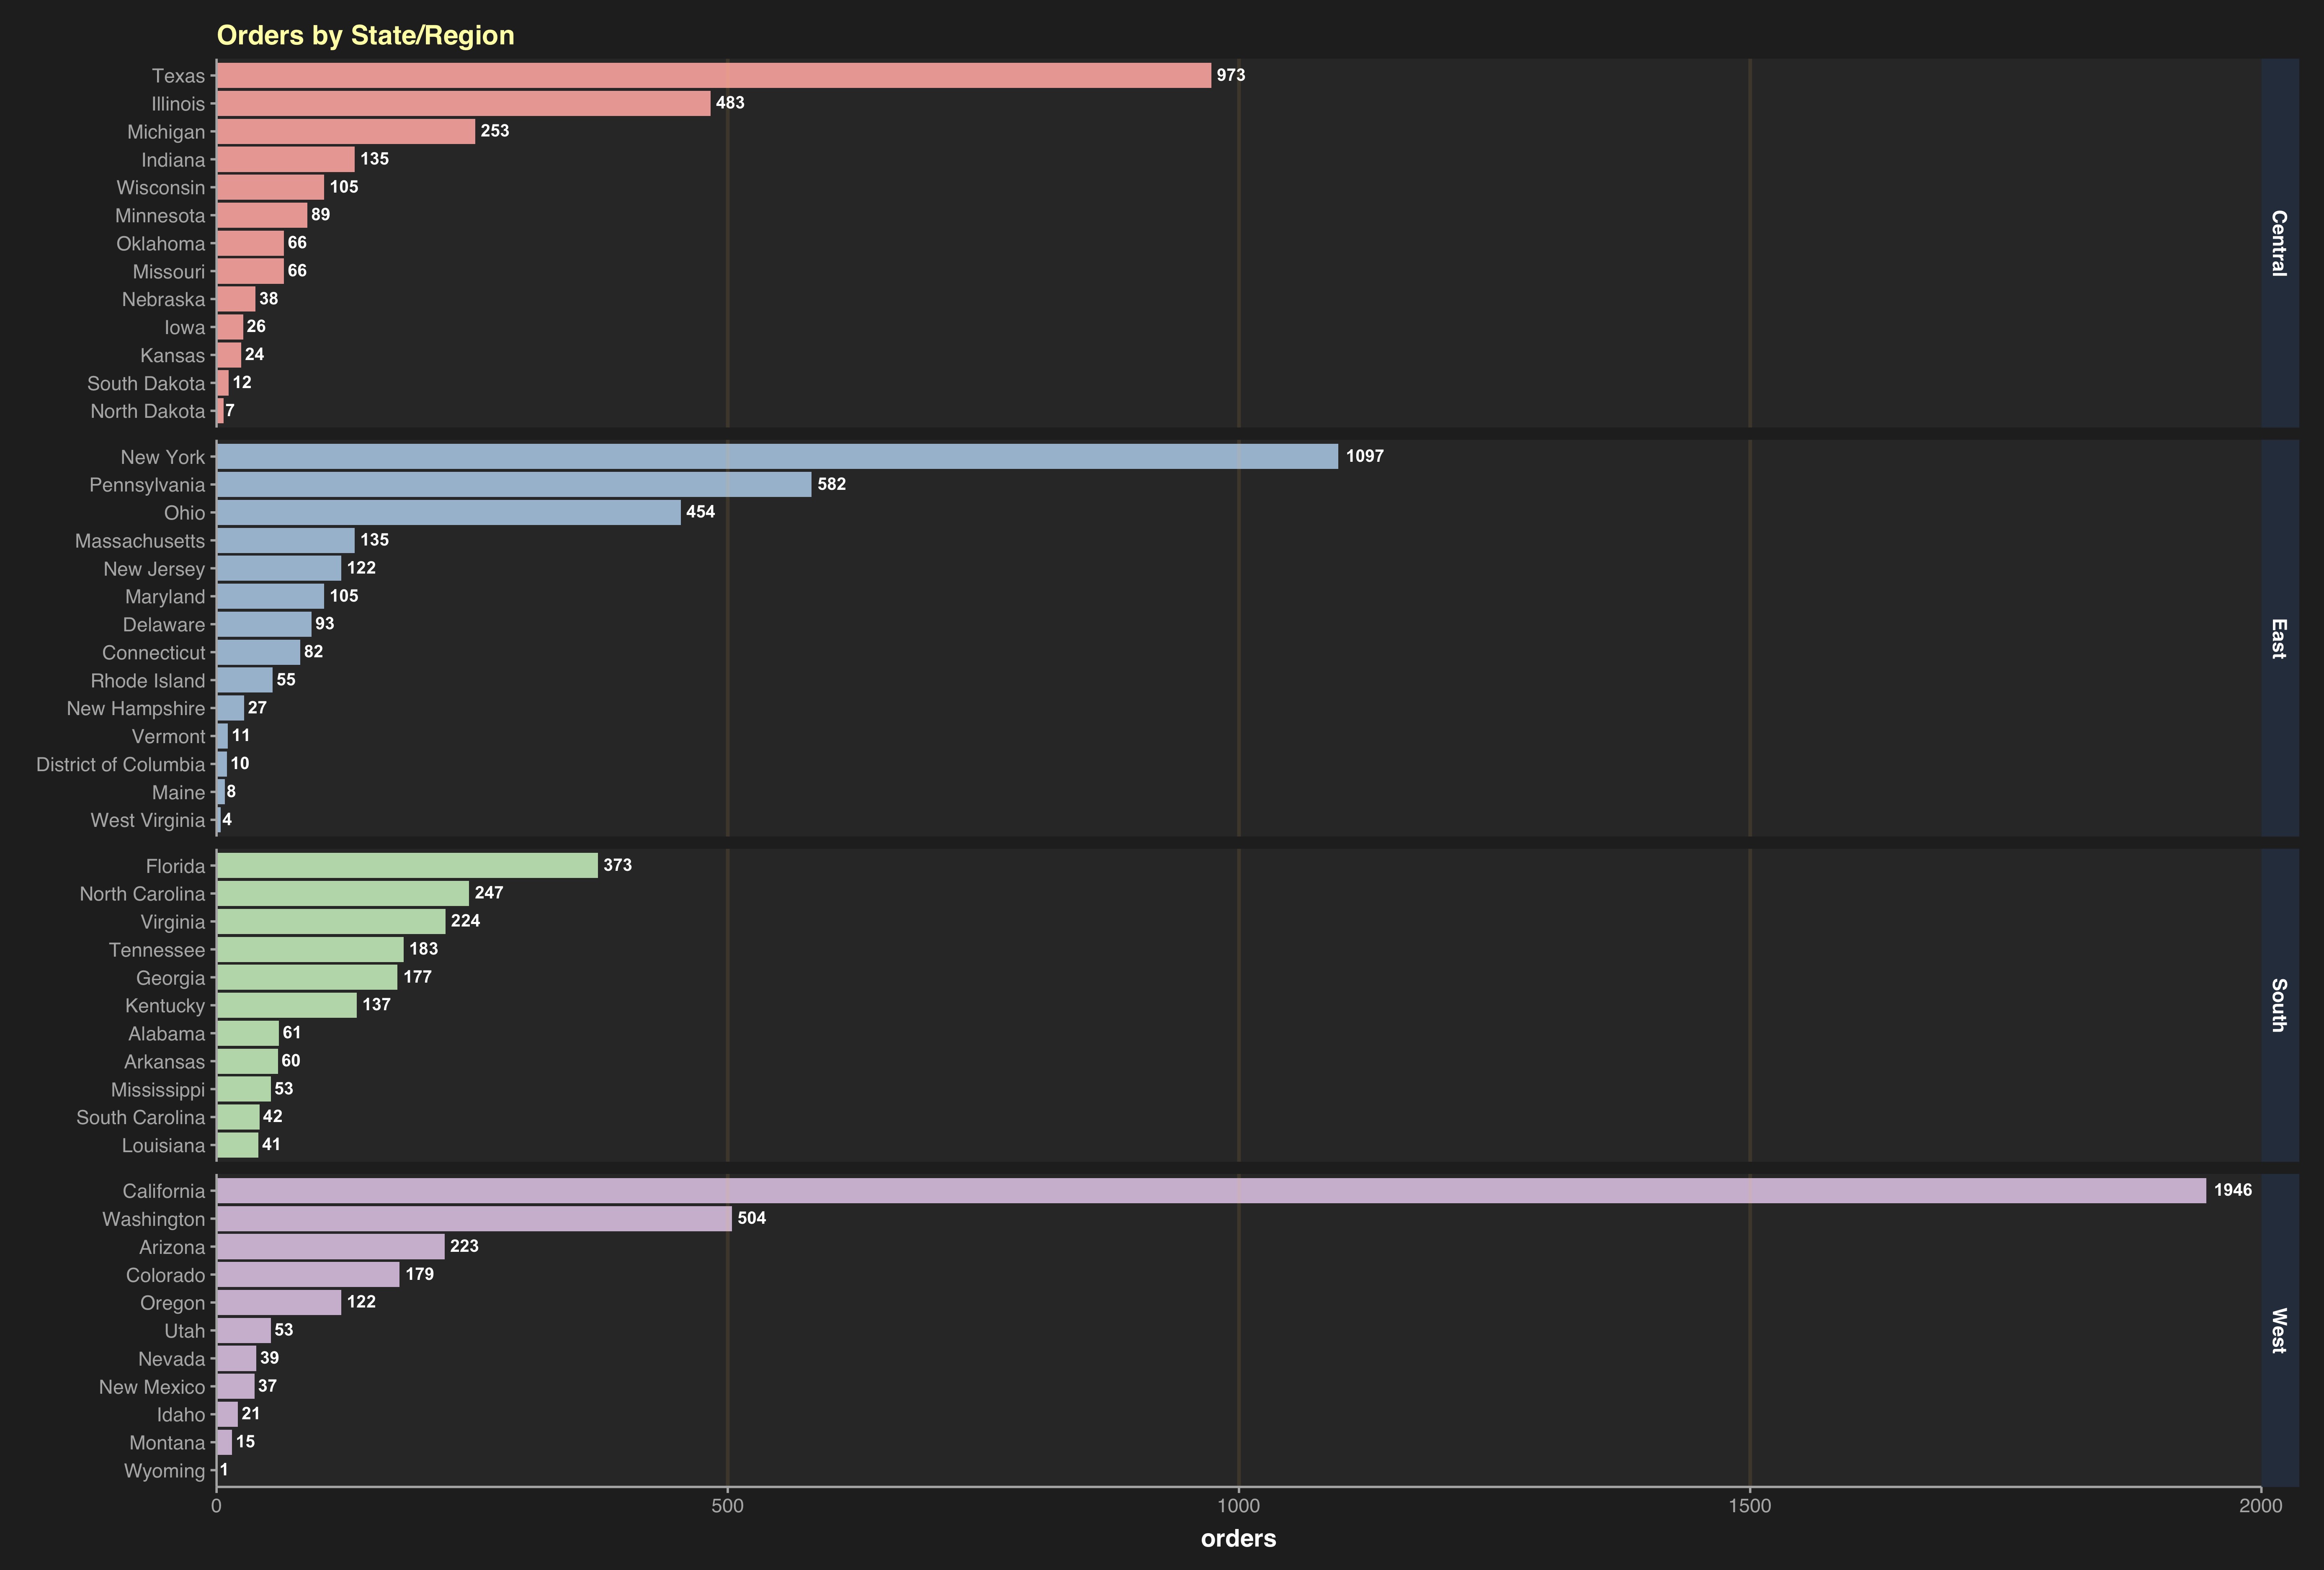 Orders by State/Region
Texas 973
Illinois 483
Michigan 253
Indiana 135
Wisconsin 105
Minnesota 89
Oklahoma 66
Missouri 66
Nebraska 38
Iowa 26
Kansas 24
South Dakota 12
North Dakota 7
Central
New York 1097
Pennsylvania 582
Ohio 454
Massachusetts 135
New Jersey 122
Maryland 105
Delaware 93
Connecticut 82
Rhode Island 55
New Hampshire 27
Vermont 11
District of Columbia 10
Maine 8
West Virginia 4
East
Florida 373
North Carolina 247
Virginia 224
Tennessee 183
Georgia 177
Kentucky 137
Alabama 61
Arkansas 60
Mississippi 53
South Carolina 42
Louisiana 41
South
California 1946
Washington 504
Arizona 223
Colorado 179
Oregon 122
Utah 53
Nevada 39
New Mexico 37
Idaho 21
Montana 15
Wyoming 1
West
0 500 1000 1500 2000
orders